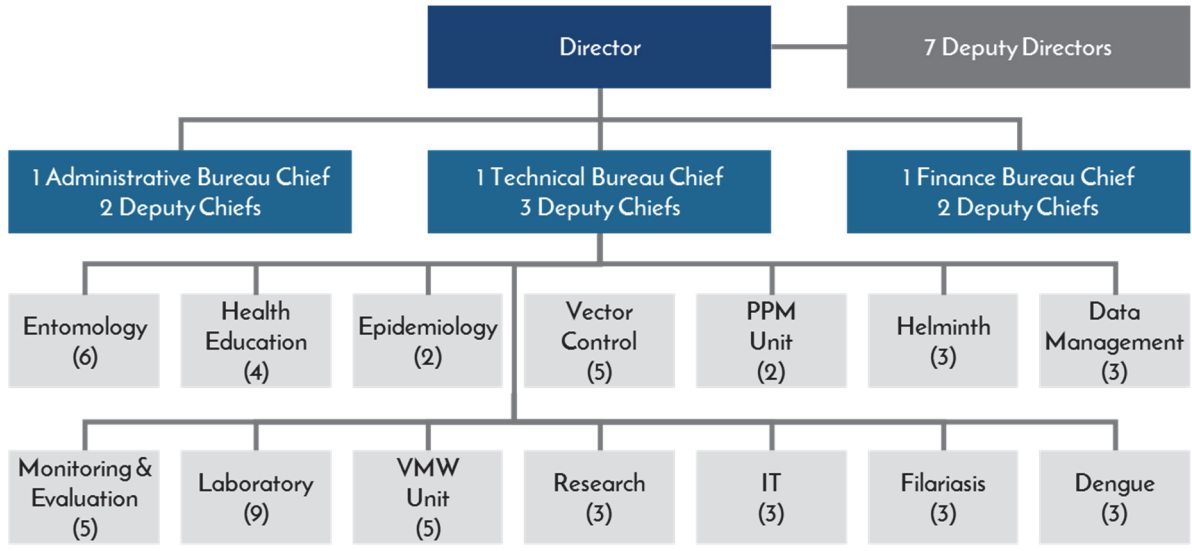 Director
7 Deputy Directors
1 Administrative Bureau Chief
2 Deputy Chiefs
1 Technical Bureau Chief
3 Deputy Chiefs
1 Finance Bureau Chief
2 Deputy Chiefs
Entomology
(6)
Health
Education
(4)
Epidemiology
(2)
Vector
Control
(5)
PPM
Unit
(2)
Helminth
(3)
Data
Management
(3)
Monitoring &
Evaluation
(5)
Laboratory
(9)
VMW
Unit
(5)
Research
(3)
IT
(3)
Filariasis
(3)
Dengue
(3)